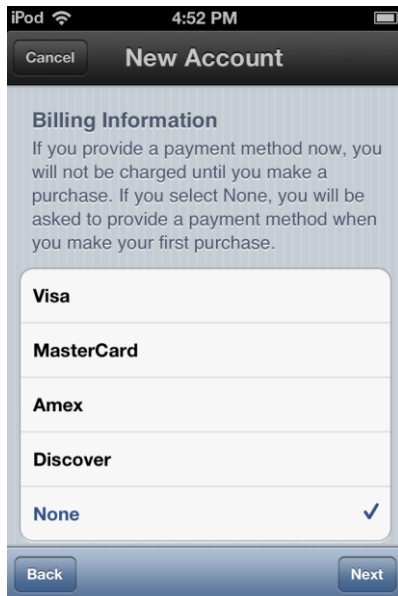 iPod 4:52 PM
Cancel New Account
Billing Information
If you provide a payment method now, you
will not be charged until you make a
purchase. If you select None, you will be
asked to provide a payment method when
you make your first purchase.
Visa
MasterCard
Amex
Discover
None
Back Next